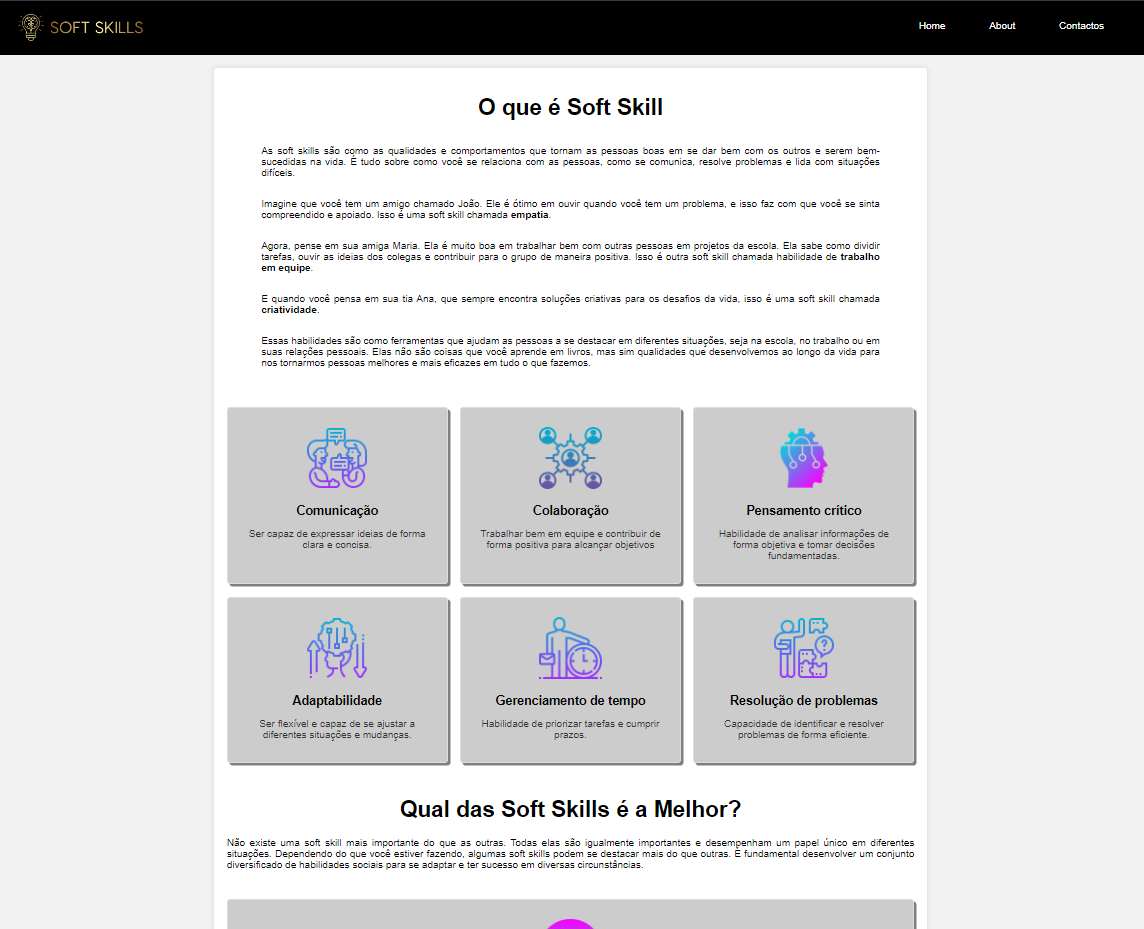 SOFT SKILLS
Home
About
Contactos
O que é Soft Skill
As soft skills são como as qualidades e comportamentos que tornam as pessoas boas em se dar bem com os outros e serem bem-
sucedidas na vida. É tudo sobre como você se relaciona com as pessoas, como se comunica, resolve problemas e lida com situações
difíceis.
Imagine que você tem um amigo chamado João. Ele é ótimo em ouvir quando você tem um problema, e isso faz com que você se sinta
compreendido e apoiado. Isso é uma soft skill chamada empatia.
Agora, pense em sua amiga Maria. Ela é muito boa em trabalhar bem com outras pessoas em projetos da escola. Ela sabe como dividir
tarefas, ouvir as ideias dos colegas e contribuir para o grupo de maneira positiva. Isso é outra soft skill chamada habilidade de trabalho
em equipe.
E quando você pensa em sua tia Ana, que sempre encontra soluções criativas para os desafios da vida, isso é uma soft skill chamada
criatividade.
Essas habilidades são como ferramentas que ajudam as pessoas a se destacar em diferentes situações, seja na escola, no trabalho ou em
suas relações pessoais. Elas não são coisas que você aprende em livros, mas sim qualidades que desenvolvemos ao longo da vida para
nos tornarmos pessoas melhores e mais eficazes em tudo o que fazemos.
Comunicação
Ser capaz de expressar ideias de forma
clara e concisa.
Colaboração
Trabalhar bem em equipe e contribuir de
forma positiva para alcançar objetivos
Pensamento crítico
Habilidade de analisar informações de
forma objetiva e tomar decisões
fundamentadas.
Adaptabilidade
Ser flexível e capaz de se ajustar a
diferentes situações e mudanças.
Gerenciamento de tempo
Habilidade de priorizar tarefas e cumprir
prazos.
Resolução de problemas
Capacidade de identificar e resolver
problemas de forma eficiente.
Qual das Soft Skills é a Melhor?
Não existe uma soft skill mais importante do que as outras. Todas elas são igualmente importantes e desempenham um papel único em diferentes
situações. Dependendo do que você estiver fazendo, algumas soft skills podem se destacar mais do que outras. É fundamental desenvolver um conjunto
diversificado de habilidades sociais para se adaptar e ter sucesso em diversas circunstâncias.